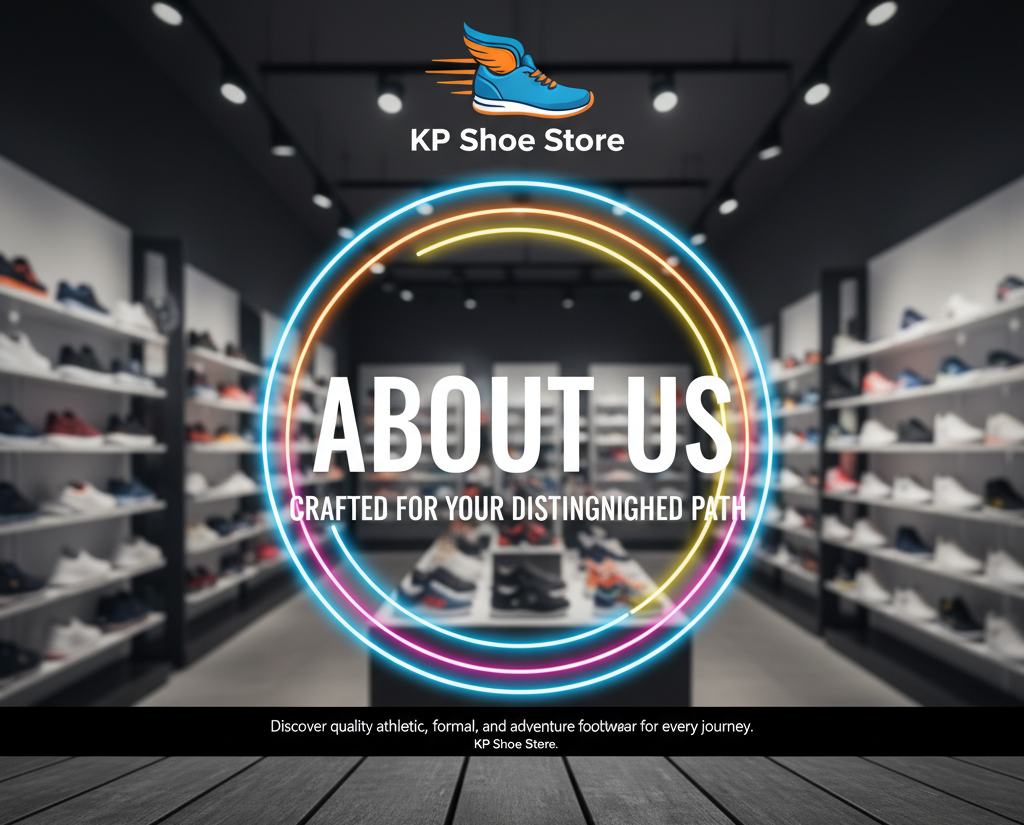 KP Shoe Store
ABOUT US
CRAFTED FOR YOUR DISTINGNIGHED PATH
Discover quality athletic, formal, and adventure footwear for every journey.
KP Shoe Stere.